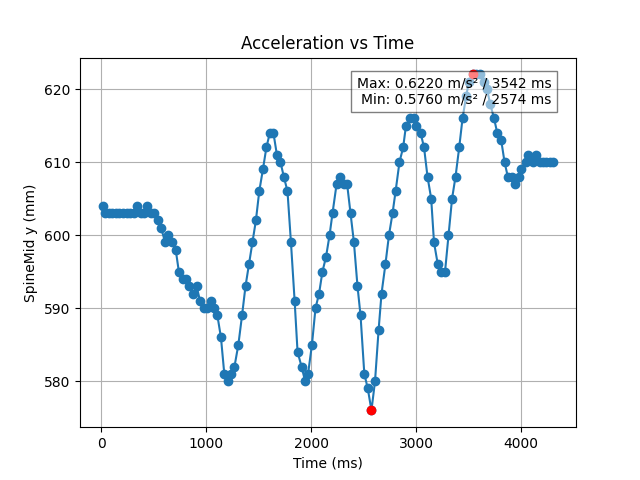 Acceleration vs Time
Max: 0.6220 m/s² / 3542 ms
Min: 0.5760 m/s² / 2574 ms
SpineMid y (mm)
620
610
600
590
580
0 1000 2000 3000 4000
Time (ms)